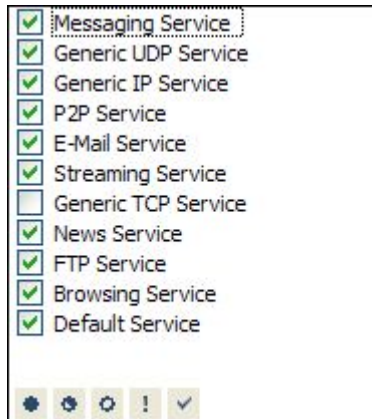 Messaging Service
Generic UDP Service
Generic IP Service
P2P Service
E-Mail Service
Streaming Service
Generic TCP Service
News Service
FTP Service
Browsing Service
Default Service
!